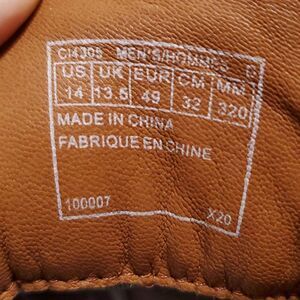 CI4305 MEN'S/HOMMES
US UK EUR CM MM
14 13.5 49 32 320
MADE IN CHINA
FABRIQUE EN CHINE
100007 X20